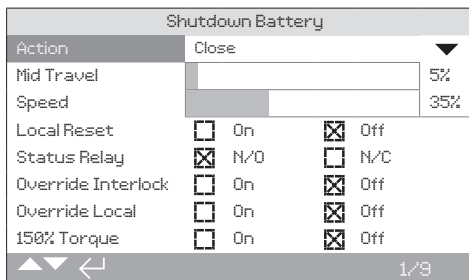 Shutdown Battery
Action Close
Mid Travel 5%
Speed 35%
Local Reset On Off
Status Relay N/O N/C
Override Interlock On Off
Override Local On Off
150% Torque On Off
1/9